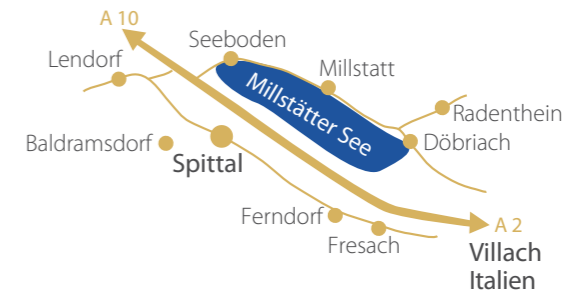 A 10
Seeboden
Lendorf
Millstatt
Millstätter See
Radenthein
Döbriach
Baldramsdorf
Spittal
Ferndorf
Fresach
A 2
Villach
Italien